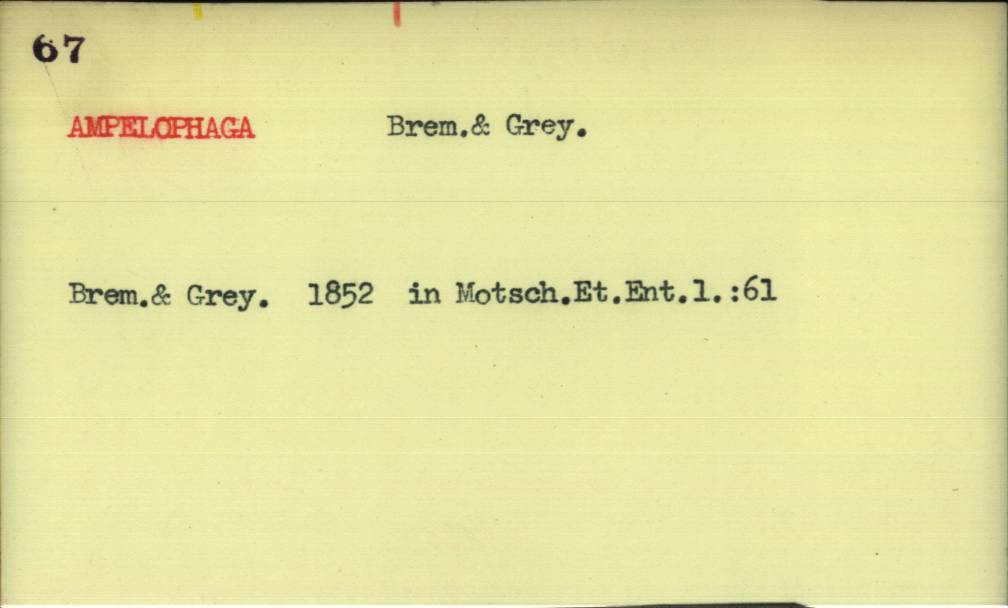 67
AMPELOPHAGA Brem.& Grey.
Brem.& Grey. 1852 in Motsch.Et.Ent.1.:61